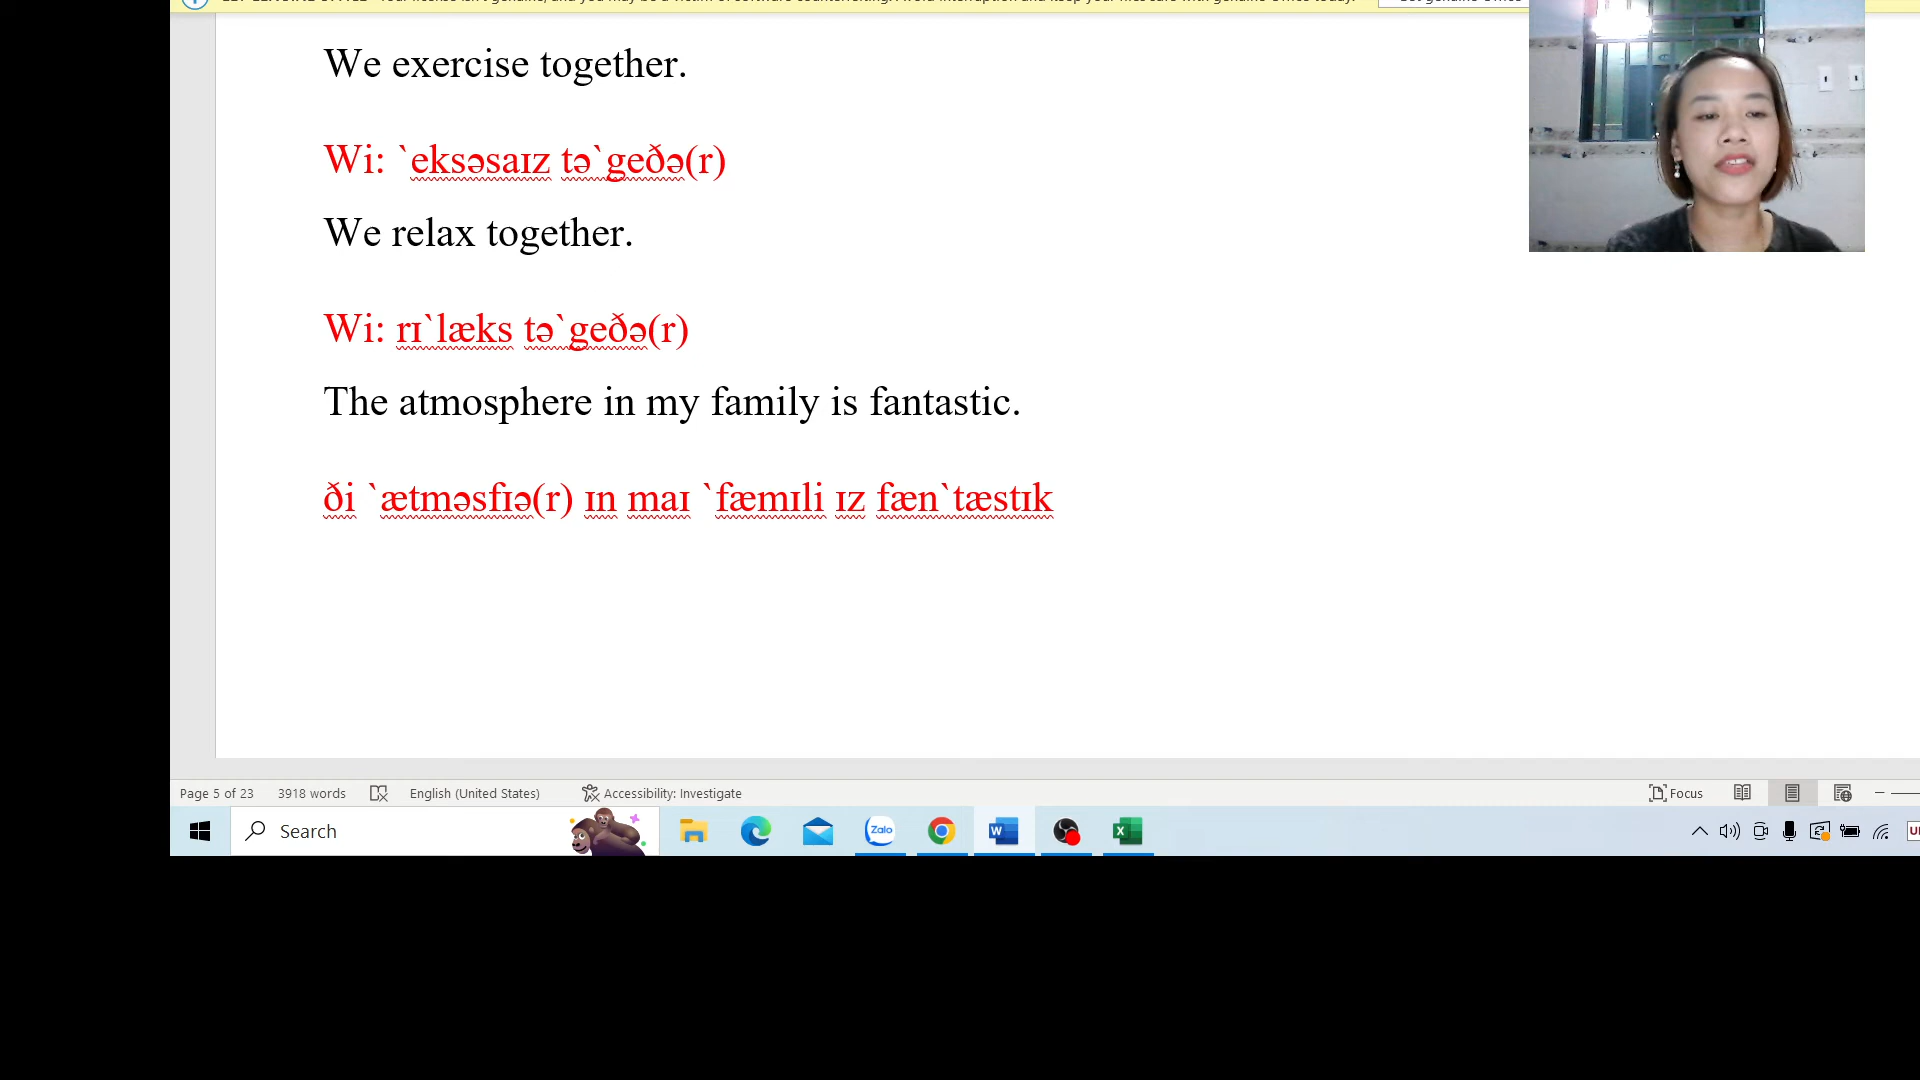 We exercise together.
Wi: `eksəsaɪz tə`geðə(r)
We relax together.
Wi: rɪ`læks tə`geðə(r)
The atmosphere in my family is fantastic.
ði `ætməsfɪə(r) ɪn maɪ `fæmɪli ɪz fæn`tæstɪk
Page 5 of 23 3918 words English (United States) Accessibility: Investigate Focus
Search Zalo